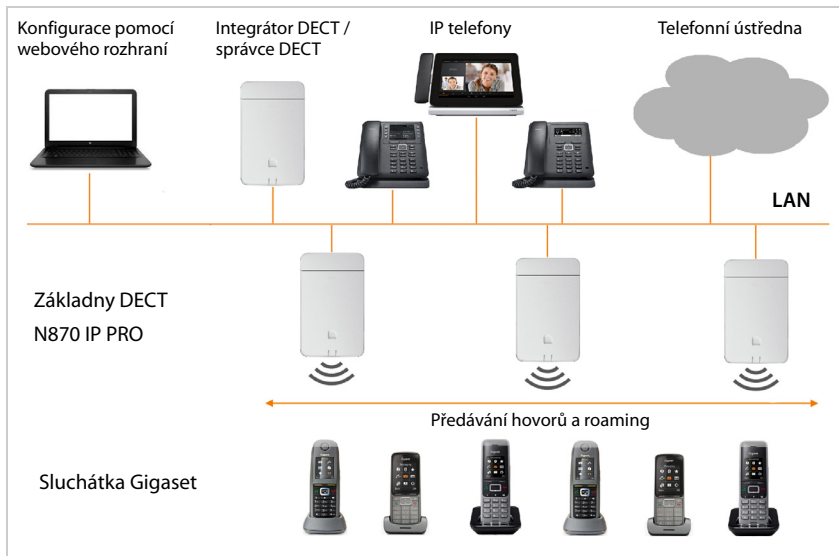 Konfigurace pomocí
webového rozhraní
Integrátor DECT /
správce DECT
IP telefony
Telefonní ústředna
LAN
Základny DECT
N870 IP PRO
Předávání hovorů a roaming
Sluchátka Gigaset